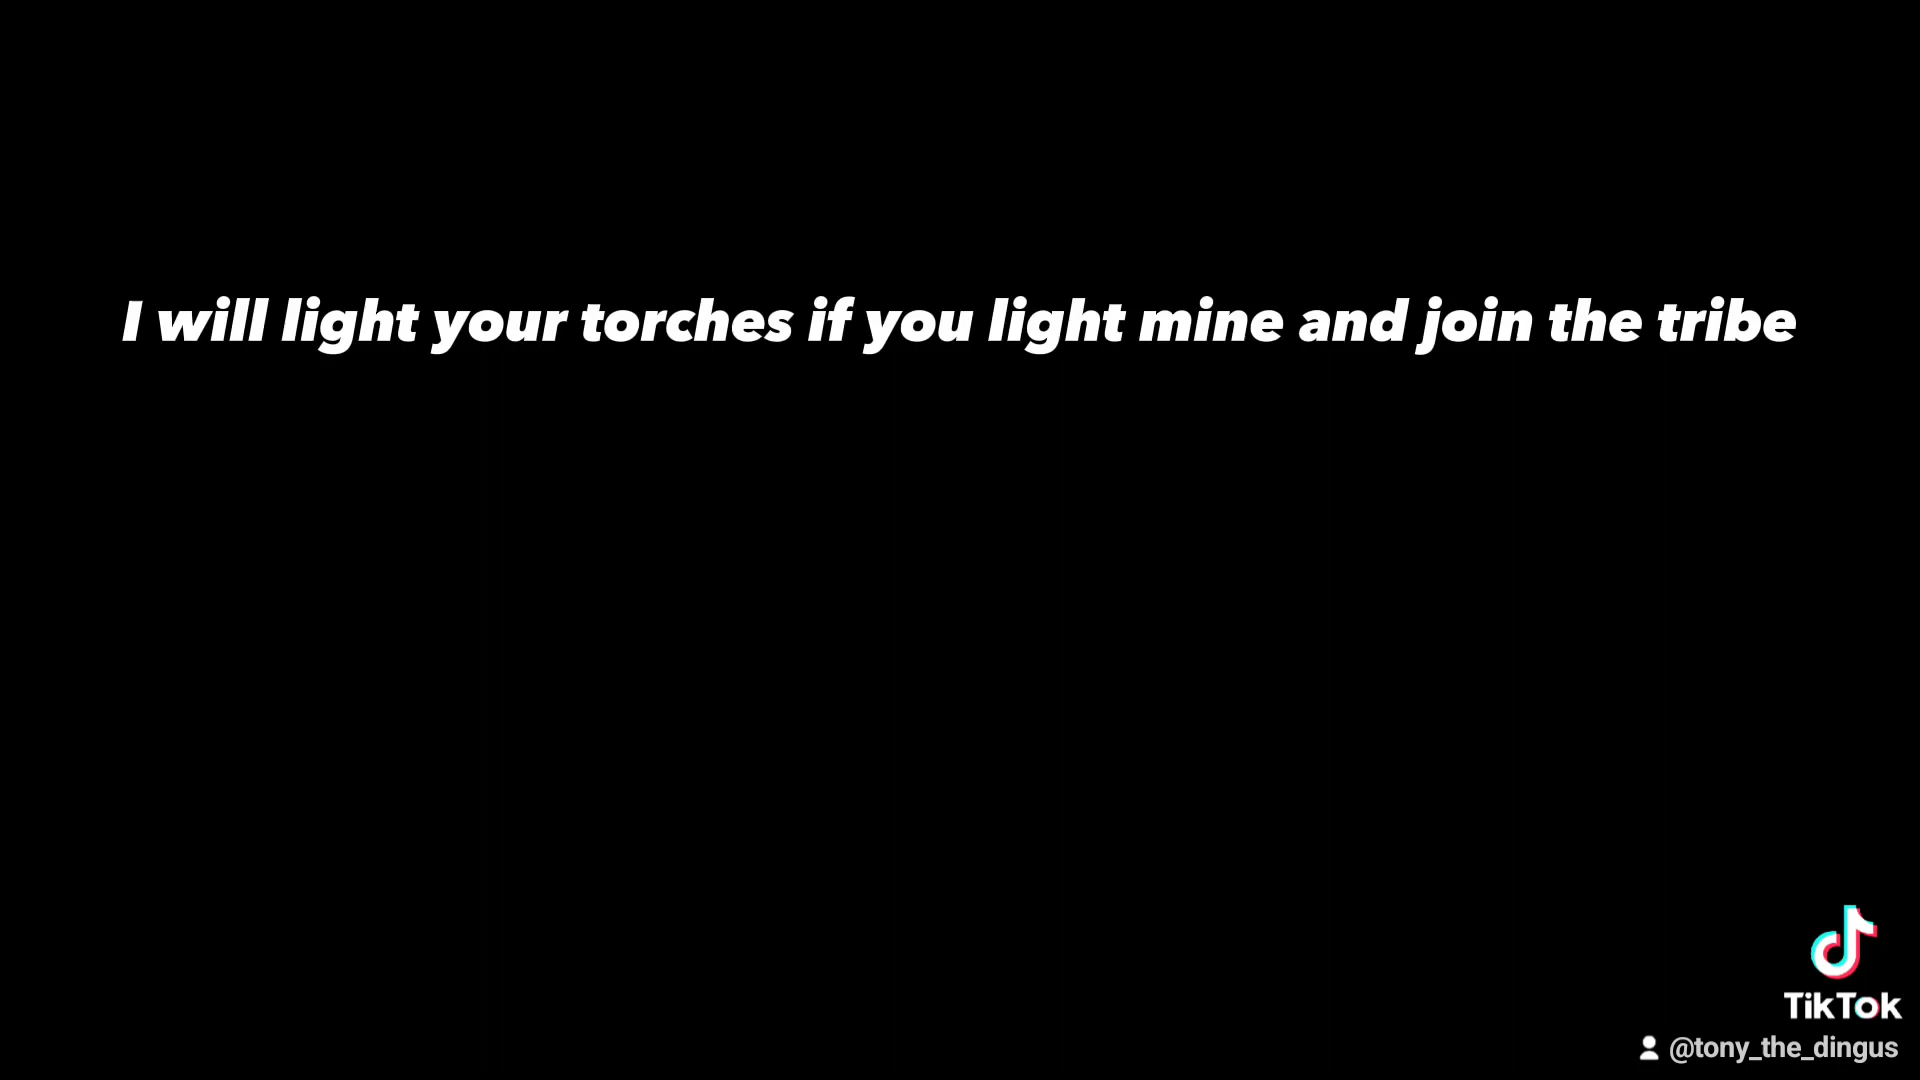 I will light your torches if you light mine and join the tribe
TikTok
@tony_the_dingus